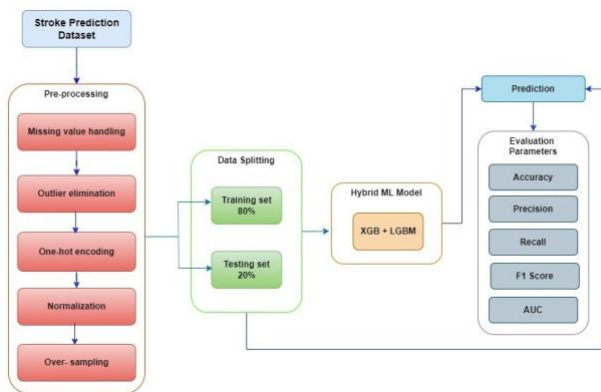 Stroke Prediction
Dataset
Pre-processing
Missing value handling
Outlier elimination
One-hot encoding
Normalization
Over- sampling
Data Splitting
Training set
80%
Testing set
20%
Hybrid ML Model
XGB + LGBM
Prediction
Evaluation
Parameters
Accuracy
Precision
Recall
F1 Score
AUC